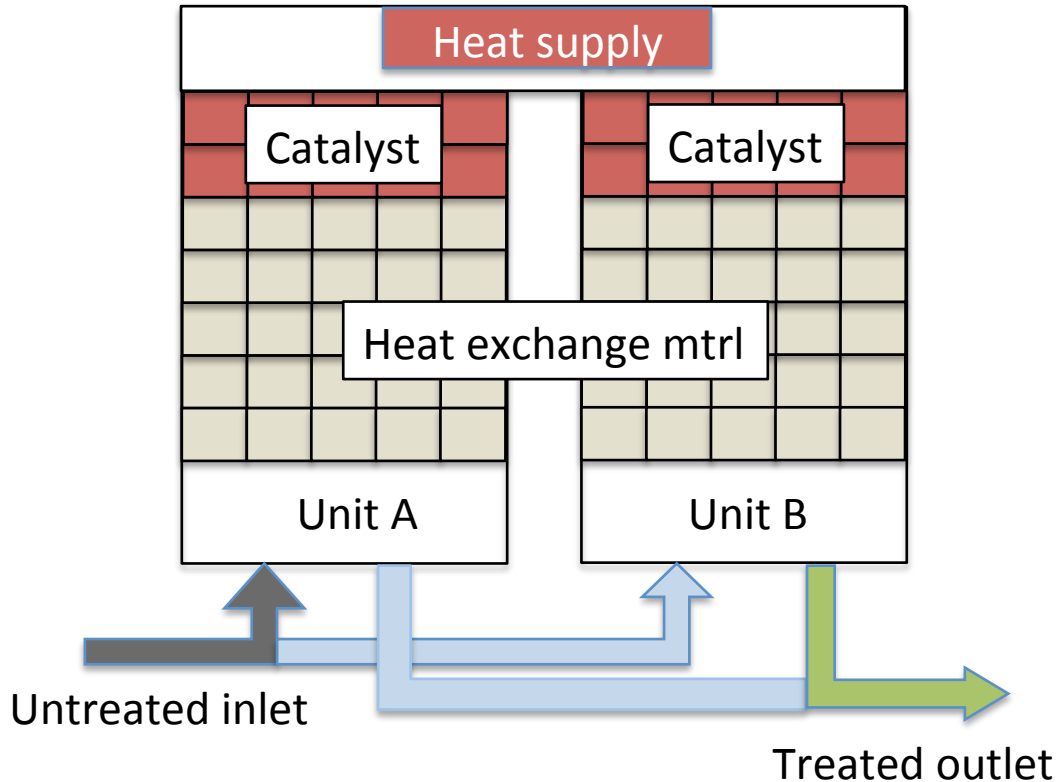 Heat supply
Catalyst
Catalyst
Heat exchange mtrl
Unit A
Unit B
Untreated inlet
Treated outlet